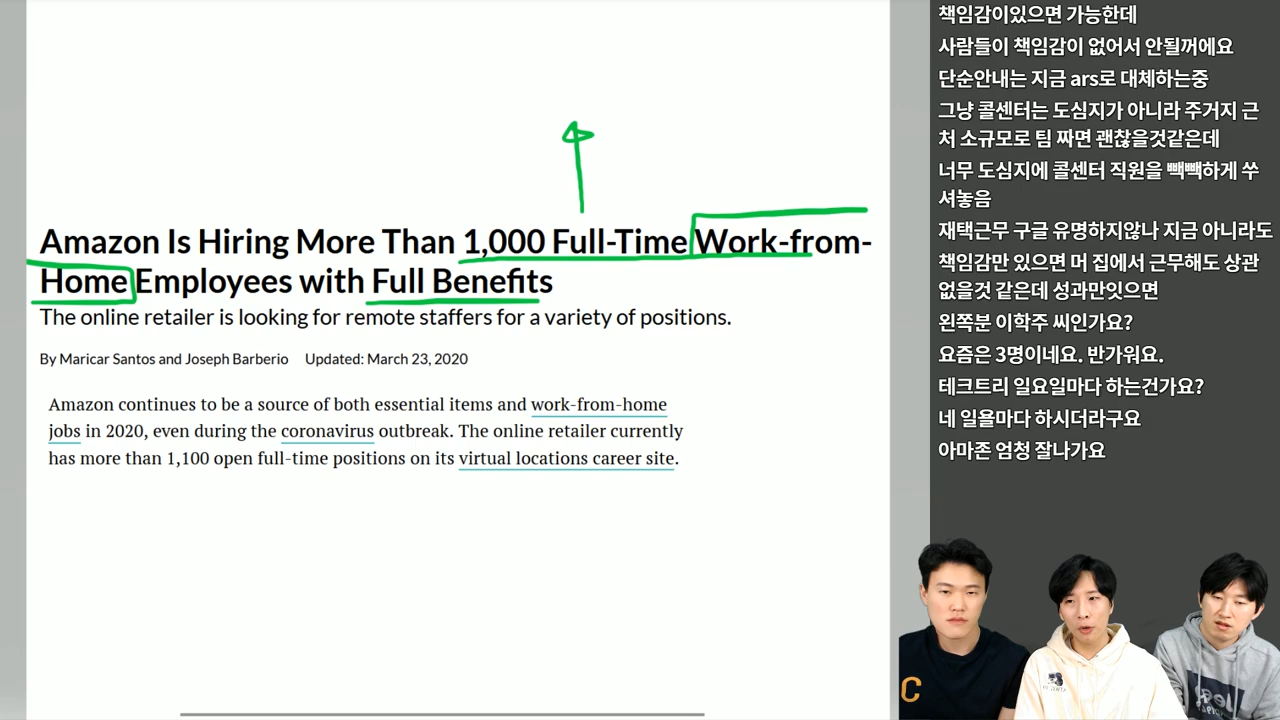 Amazon Is Hiring More Than 1,000 Full-Time Work-from-
Home Employees with Full Benefits
The online retailer is looking for remote staffers for a variety of positions.
By Maricar Santos and Joseph Barberio Updated: March 23, 2020
Amazon continues to be a source of both essential items and work-from-home
jobs in 2020, even during the coronavirus outbreak. The online retailer currently
has more than 1,100 open full-time positions on its virtual locations career site.
책임감이있으면 가능한데
사람들이 책임감이 없어서 안될꺼에요
단순안내는 지금 ars로 대체하는중
그냥 콜센터는 도심지가 아니라 주거지 근
처 소규모로 팀 짜면 괜찮을것같은데
너무 도심지에 콜센터 직원을 빽빽하게 쑤
셔놓음
재택근무 구글 유명하지않나 지금 아니라도
책임감만 있으면 머 집에서 근무해도 상관
없을것 같은데 성과만잇으면
왼쪽분 이학주 씨인가요?
요즘은 3명이네요. 반가워요.
테크트리 일요일마다 하는건가요?
네 일욜마다 하시더라구요
아마존 엄청 잘나가요
C